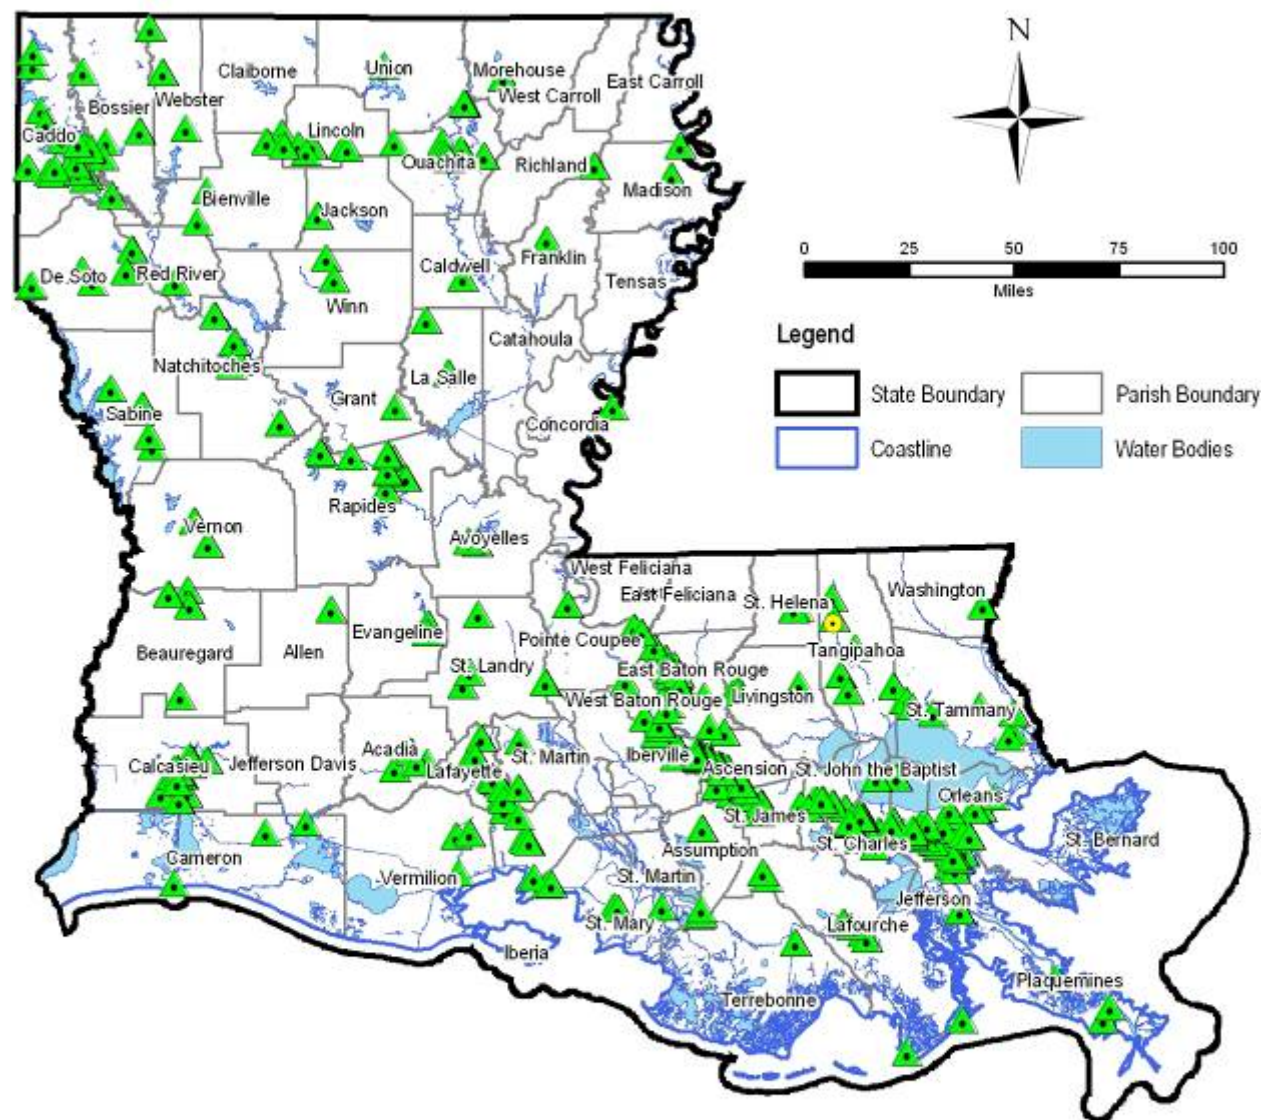 N
Claiborne
Union
Morehouse
East Carroll
West Carroll
Webster
Bossier
Caddo
Lincoln
Ouachita
Richland
Madison
Bienville
Jackson
0 25 50 75 100
Miles
De Soto
Red River
Winn
Caldwell
Franklin
Tensas
Legend
State Boundary
Parish Boundary
Coastline
Water Bodies
Natchitoches
Catahoula
La Salle
Grant
Sabine
Concordia
Rapides
Vernon
Avoyelles
West Feliciana
East Feliciana
St. Helena
Washington
Beauregard
Allen
Evangeline
Pointe Coupee
Tangipahoa
St. Landry
East Baton Rouge
West Baton Rouge
Livingston
St. Tammany
Calcasieu
Jefferson Davis
Acadia
Lafayette
St. Martin
Iberville
Ascension
St. John the Baptist
Orleans
St. James
St. Charles
St. Bernard
Cameron
Vermilion
Assumption
St. Martin
Jefferson
St. Mary
Lafourche
Iberia
Terrebonne
Plaquemines